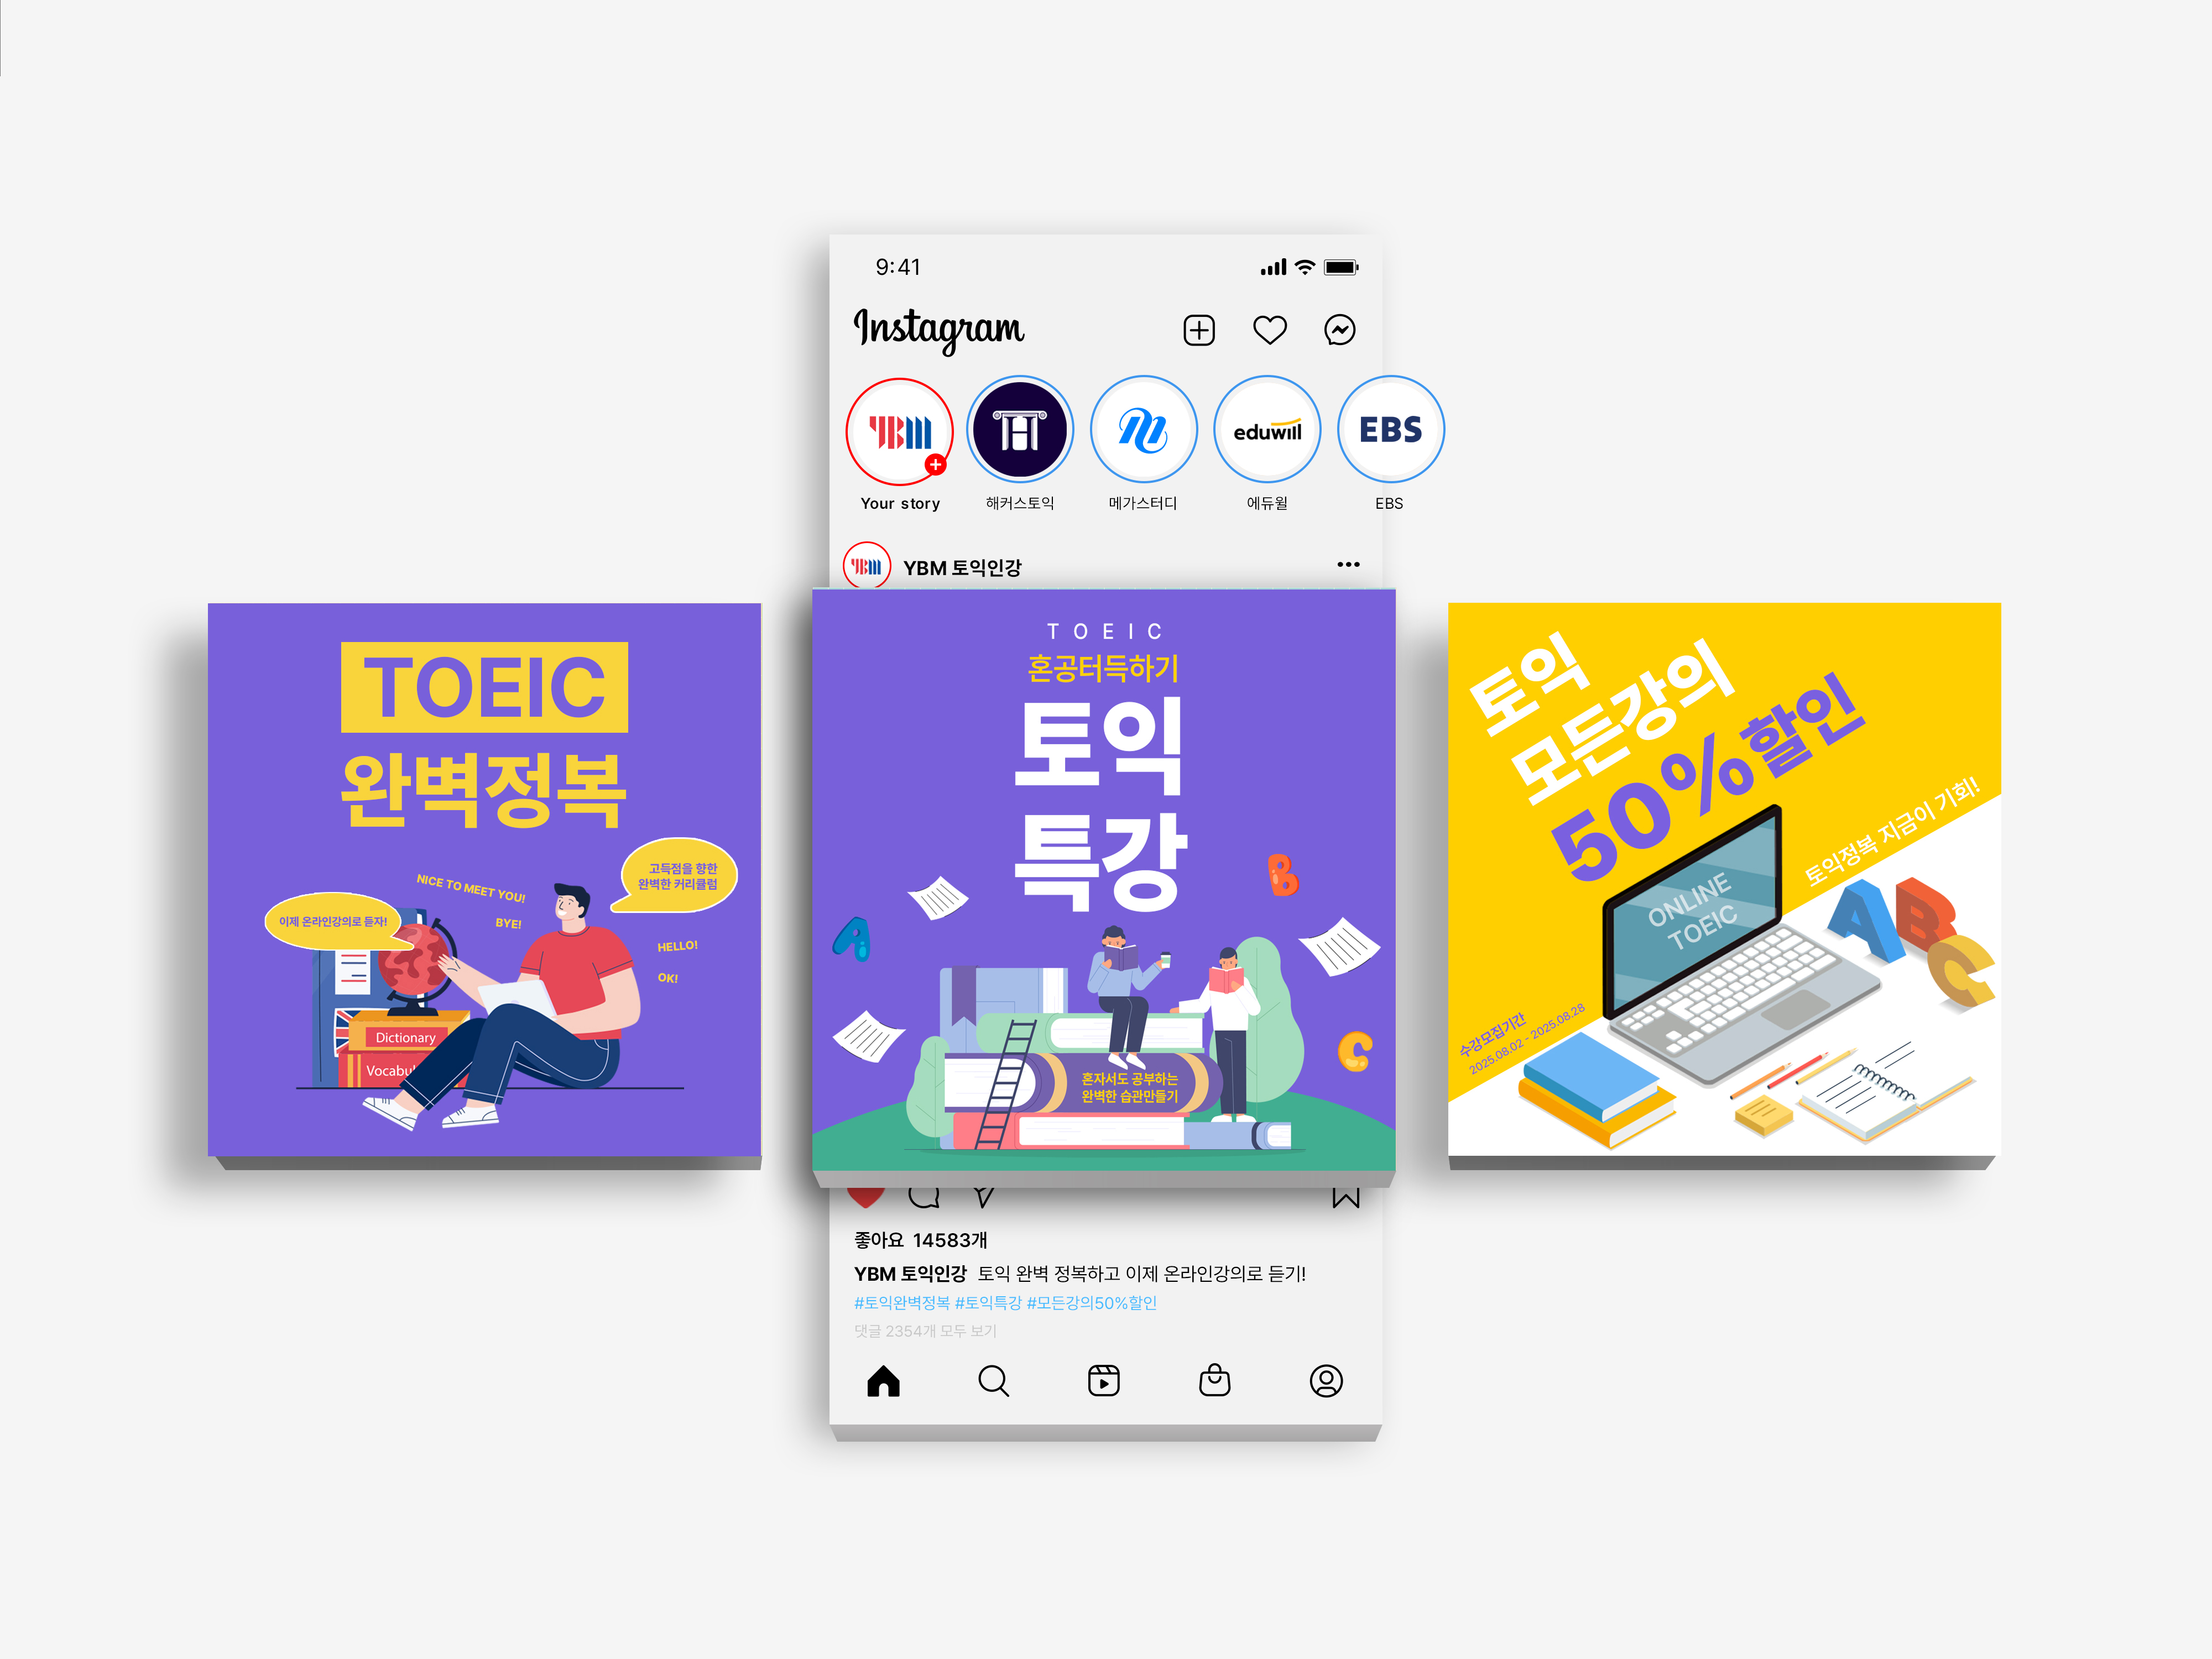 9:41
Instagram
YBM
eduwill
EBS
Your story
해커스토익
메가스터디
에듀윌
EBS
YBM
YBM 토익인강
TOEIC
완벽정복
고득점을 향한
완벽한 커리큘럼
NICE TO MEET YOU!
이제 온라인강의로 듣자!
BYE!
HELLO!
OK!
Dictionary
TOEIC
혼공터득하기
토익
특강
A
B
C
혼자서도 공부하는
완벽한 습관만들기
토익
모든강의
50% 할인
토익정복 지금이 기회!
ONLINE
TOEIC
ABC
수강모집기간
2025.08.02 - 2025.08.28
좋아요 14583개
YBM 토익인강 토익 완벽 정복하고 이제 온라인강의로 듣기!
#토익완벽정복 #토익특강 #모든강의50%할인
댓글 2354개 모두 보기